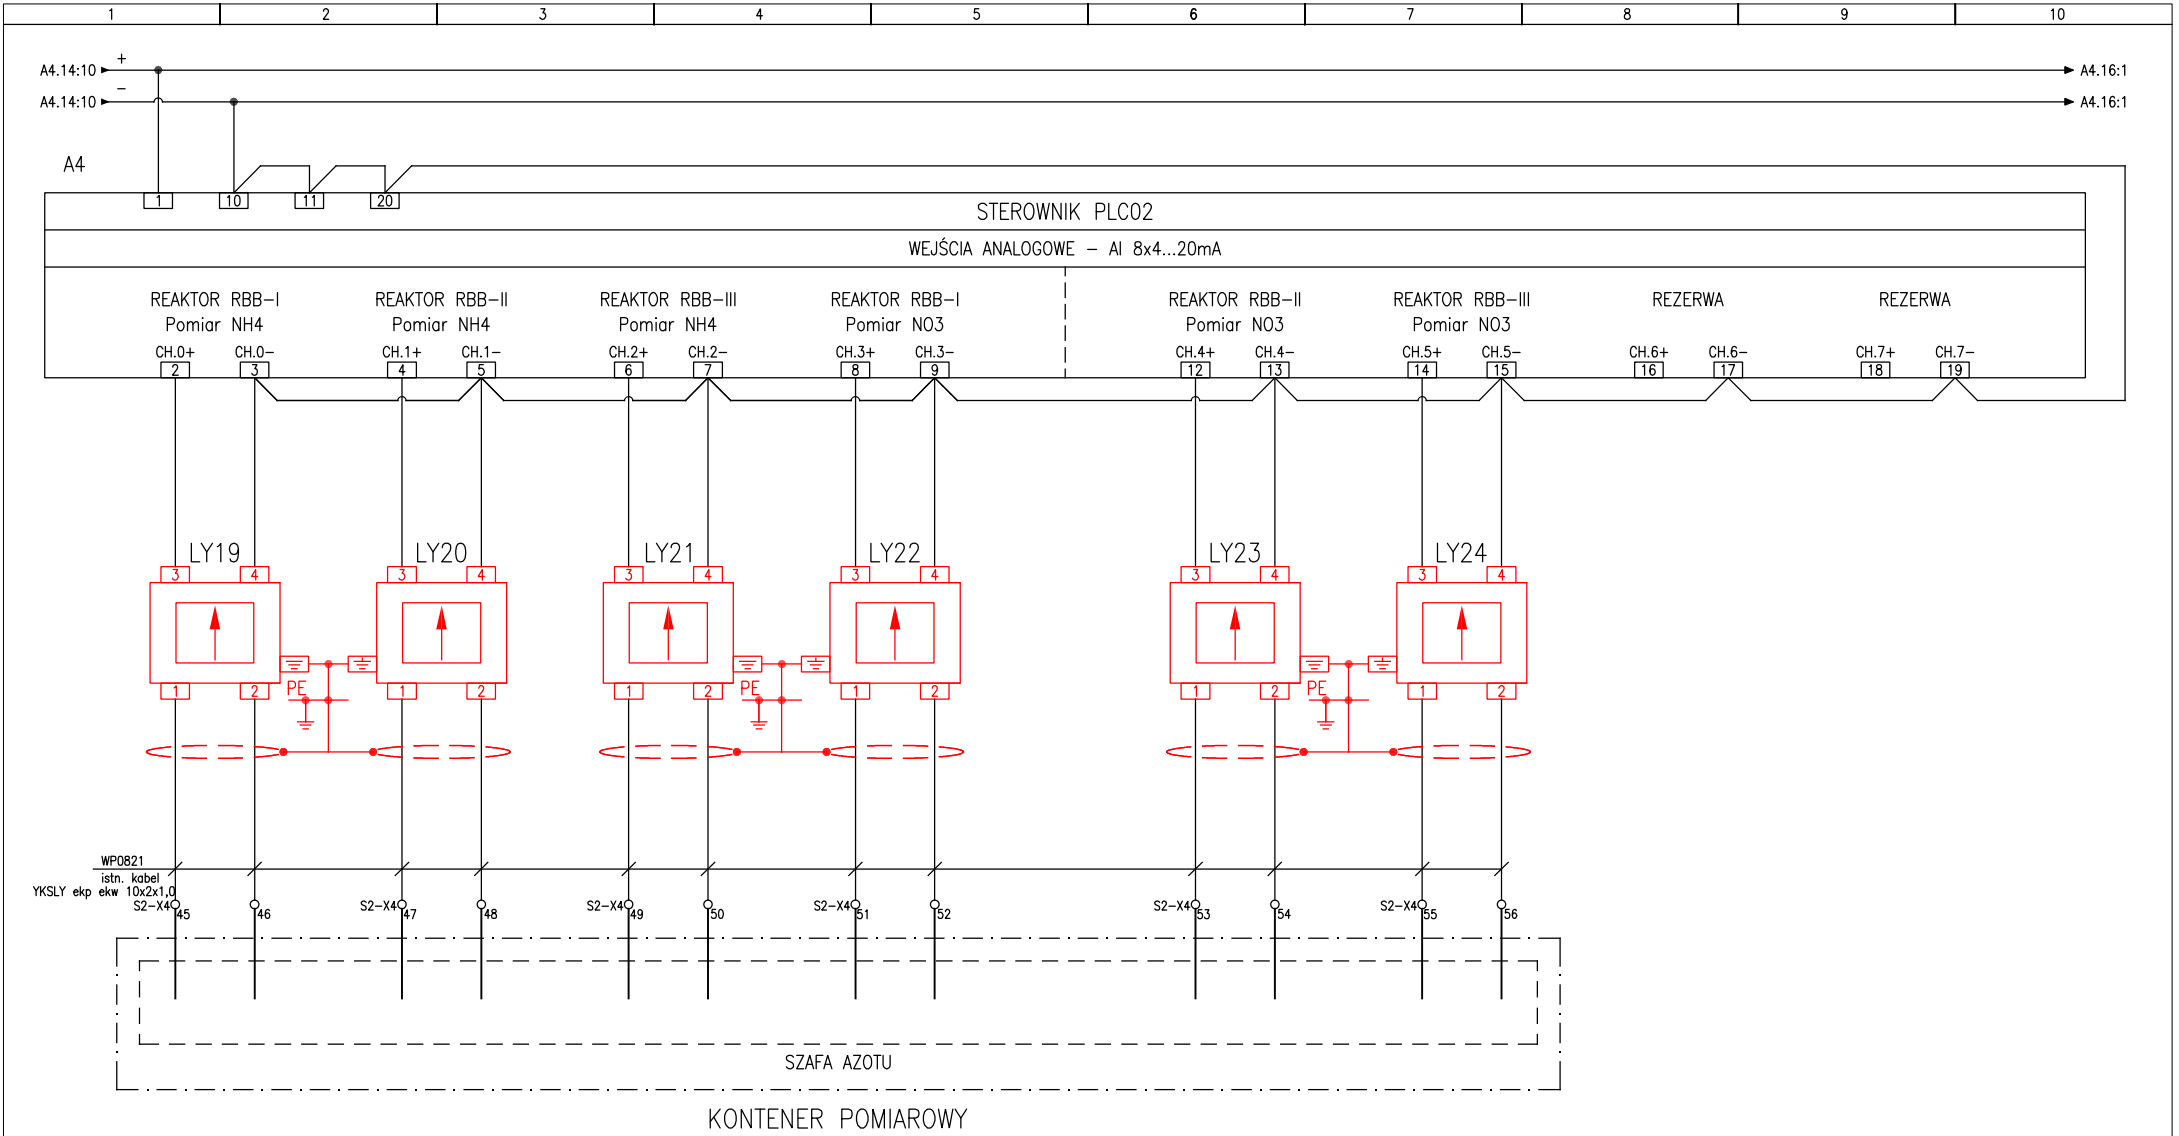 1 2 3 4 5 6 7 8 9 10
A4.14:10 + A4.16:1
A4.14:10 − A4.16:1
A4
1 10 11 20
STEROWNIK PLC02
WEJŚCIA ANALOGOWE – AI 8x4...20mA
REAKTOR RBB–I REAKTOR RBB–II REAKTOR RBB–III REAKTOR RBB–I REAKTOR RBB–II REAKTOR RBB–III REZERWA REZERWA
Pomiar NH4 Pomiar NH4 Pomiar NH4 Pomiar NO3 Pomiar NO3 Pomiar NO3
CH.0+ CH.0− CH.1+ CH.1− CH.2+ CH.2− CH.3+ CH.3− CH.4+ CH.4− CH.5+ CH.5− CH.6+ CH.6− CH.7+ CH.7−
2 3 4 5 6 7 8 9 12 13 14 15 16 17 18 19
LY19 LY20 LY21 LY22 LY23 LY24
3 4 3 4 3 4 3 4 3 4 3 4
PE PE PE
1 2 1 2 1 2 1 2 1 2 1 2
WP0821
istn. kabel
YKSLY ekp ekw 10x2x1,0
S2−X4 45 46 S2−X4 47 48 S2−X4 49 50 S2−X4 51 52 S2−X4 53 54 S2−X4 55 56
SZAFA AZOTU
KONTENER POMIAROWY